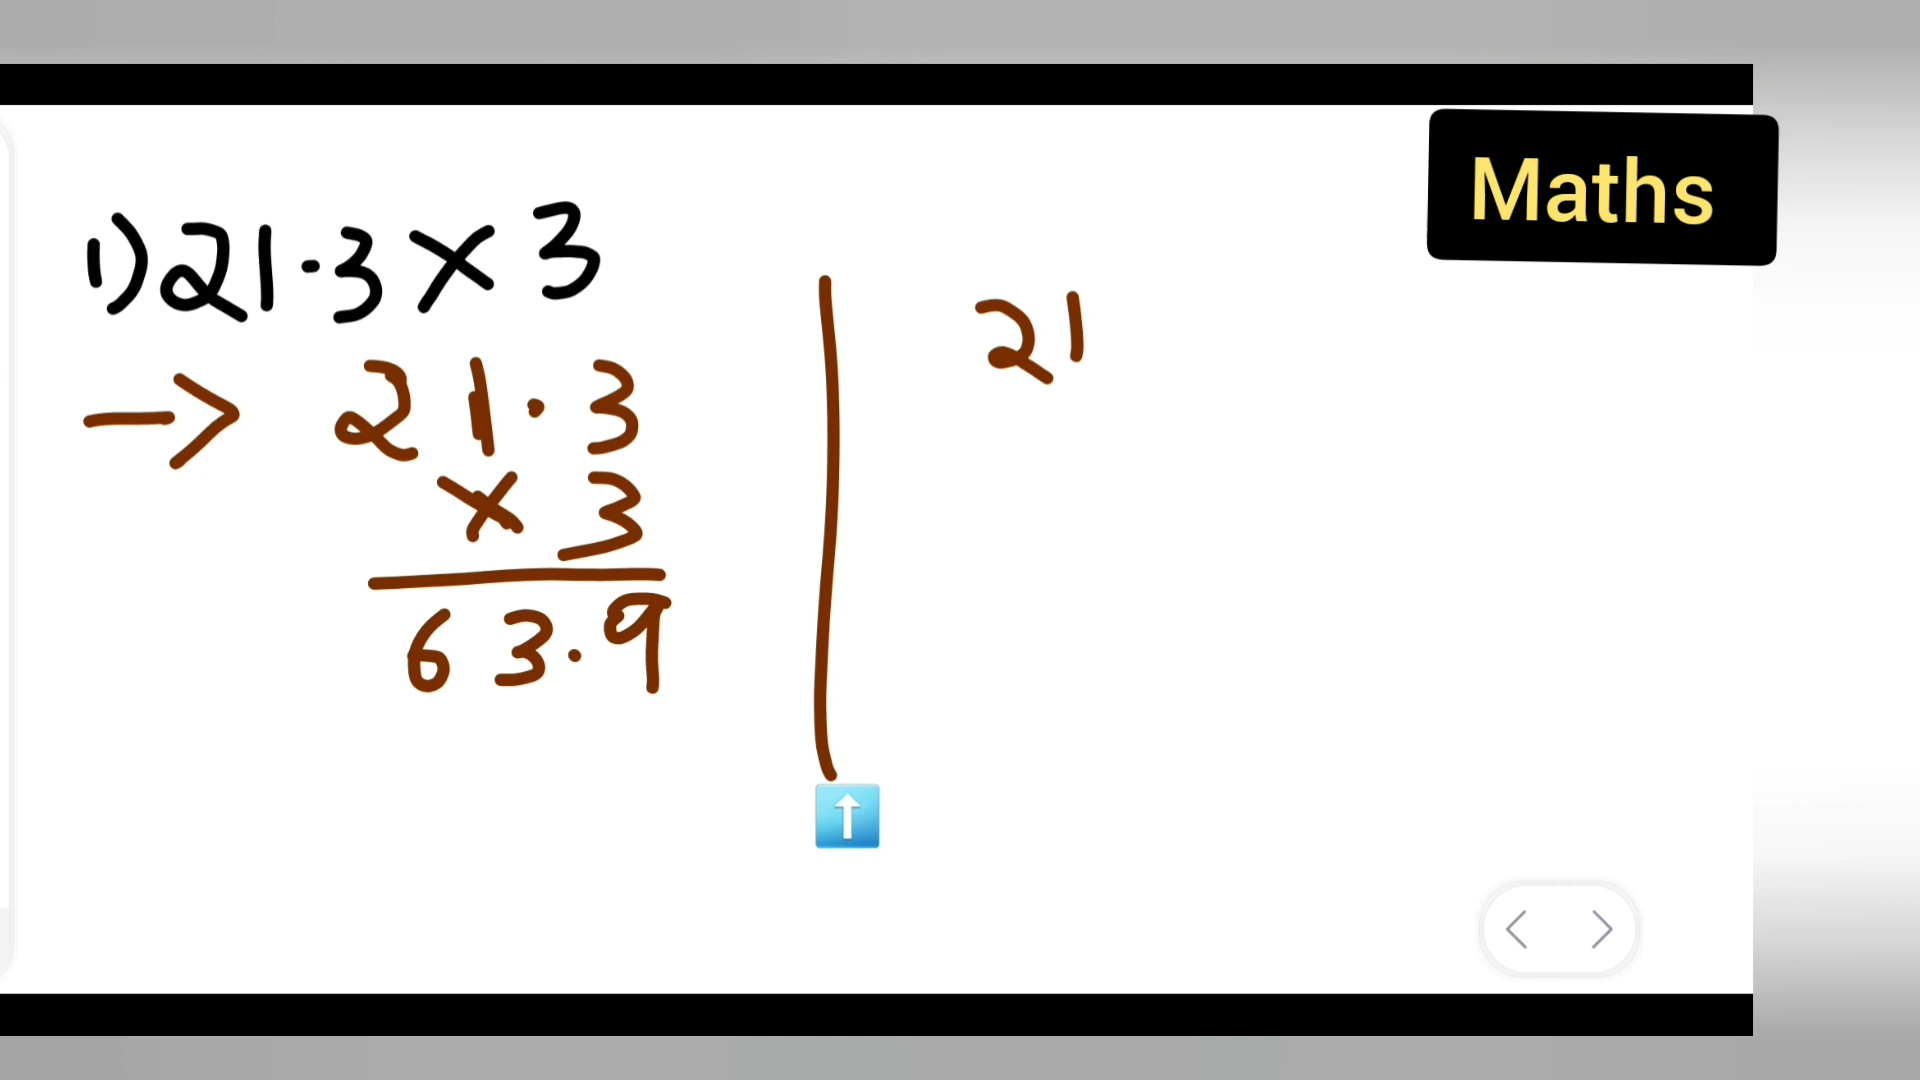 Maths
1) 21.3 × 3
→ 21.3
× 3
63.9
21